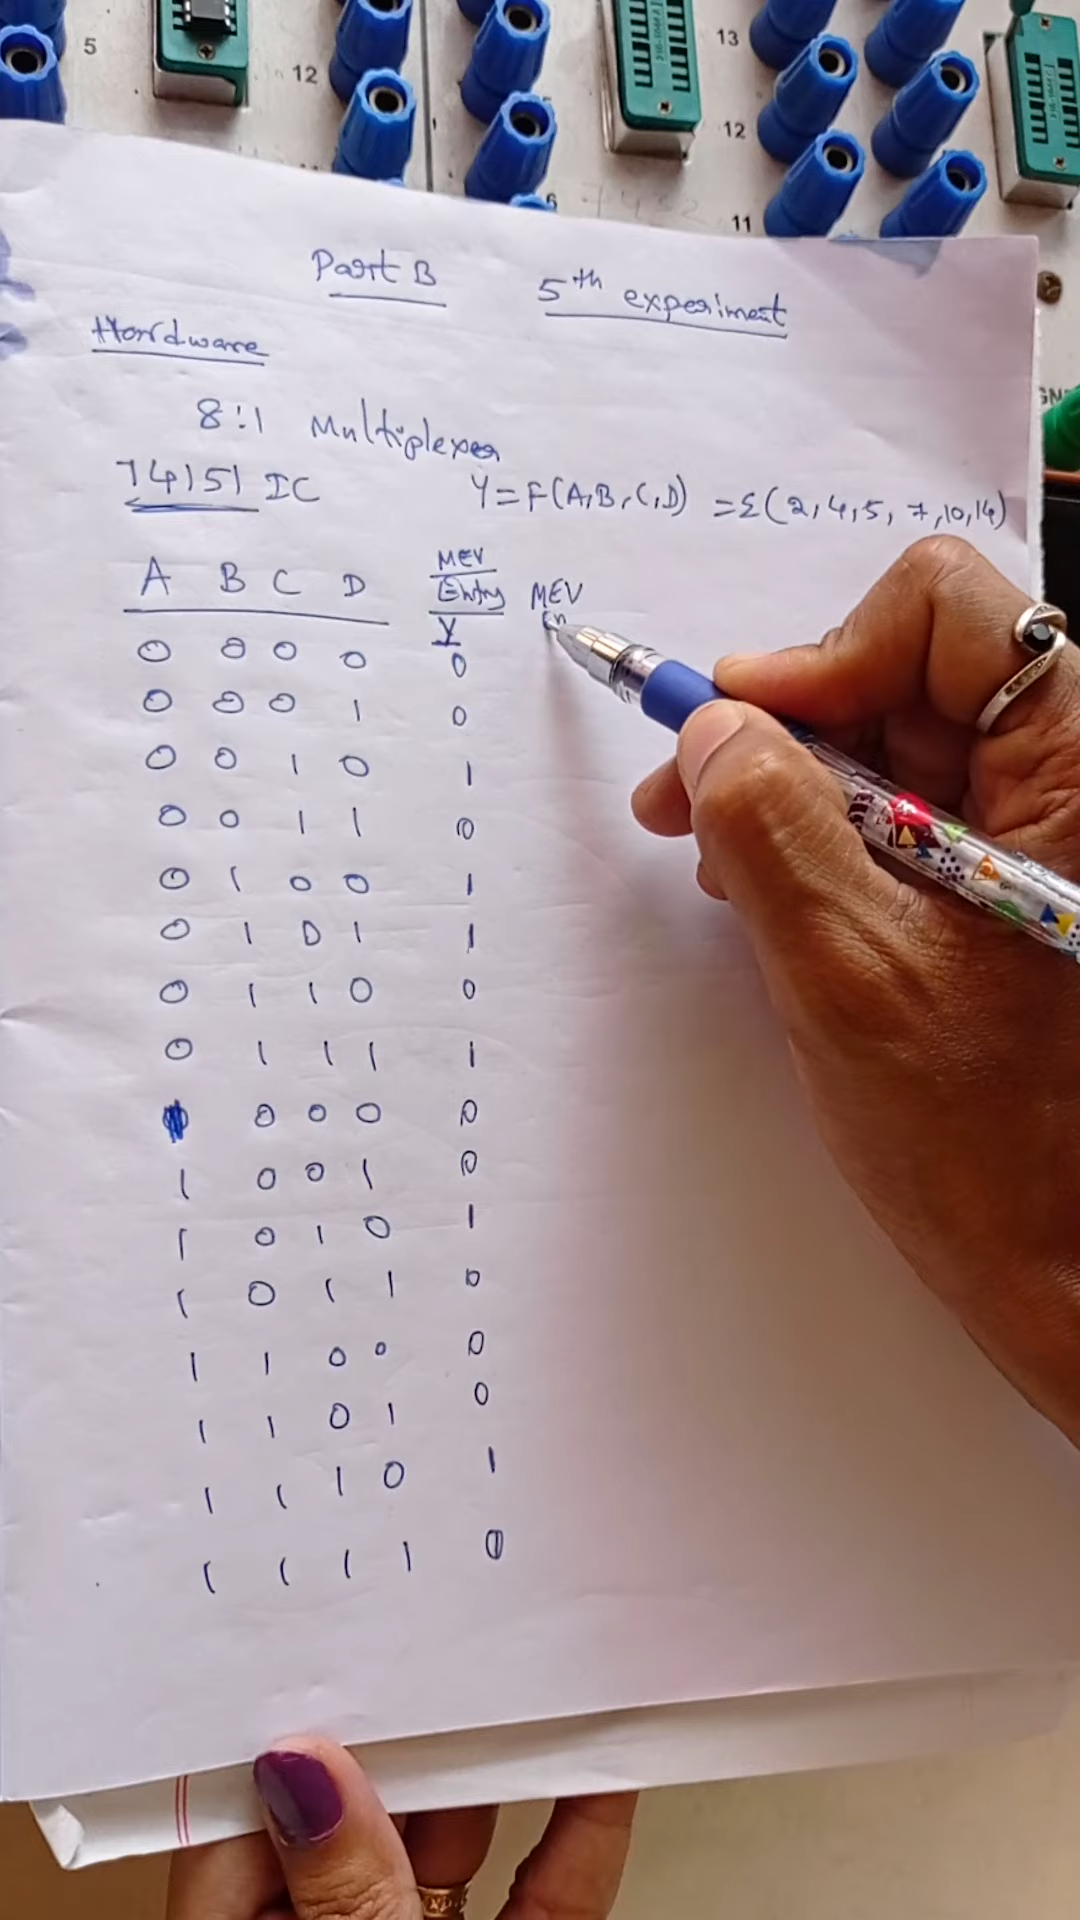 5
12
13
12
11
6
Part B 5th experiment
Hardware
8:1 Multiplexer
74151 IC Y=F(A,B,C,D) =Σ(2,4,5,7,10,14)
A B C D MEV Entry Y MEV En
0 0 0 0 0
0 0 0 1 0
0 0 1 0 1
0 0 1 1 0
0 1 0 0 1
0 1 0 1 1
0 1 1 0 0
0 1 1 1 1
0 0 0 0
1 0 0 1 0
1 0 1 0 1
1 0 1 1 0
1 1 0 0 0
1 1 0 1 0
1 1 1 0 1
1 1 1 1 0